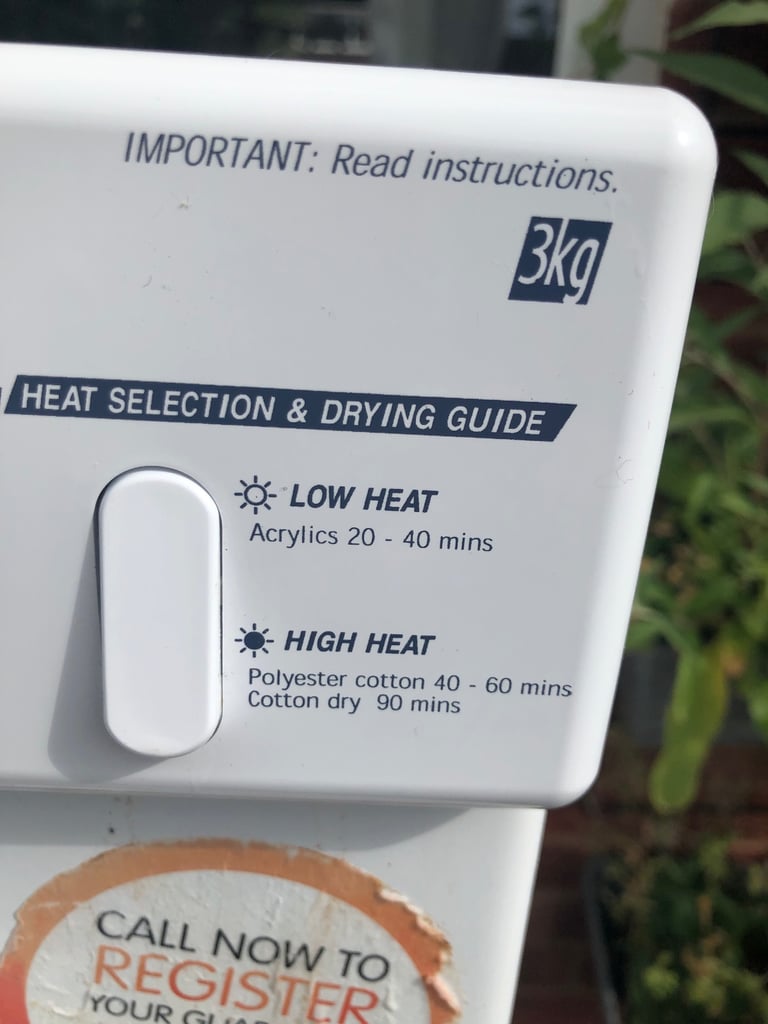 IMPORTANT: Read instructions.
3kg
HEAT SELECTION & DRYING GUIDE
LOW HEAT
Acrylics 20 - 40 mins
HIGH HEAT
Polyester cotton 40 - 60 mins
Cotton dry 90 mins
CALL NOW TO
REGISTER
YOUR